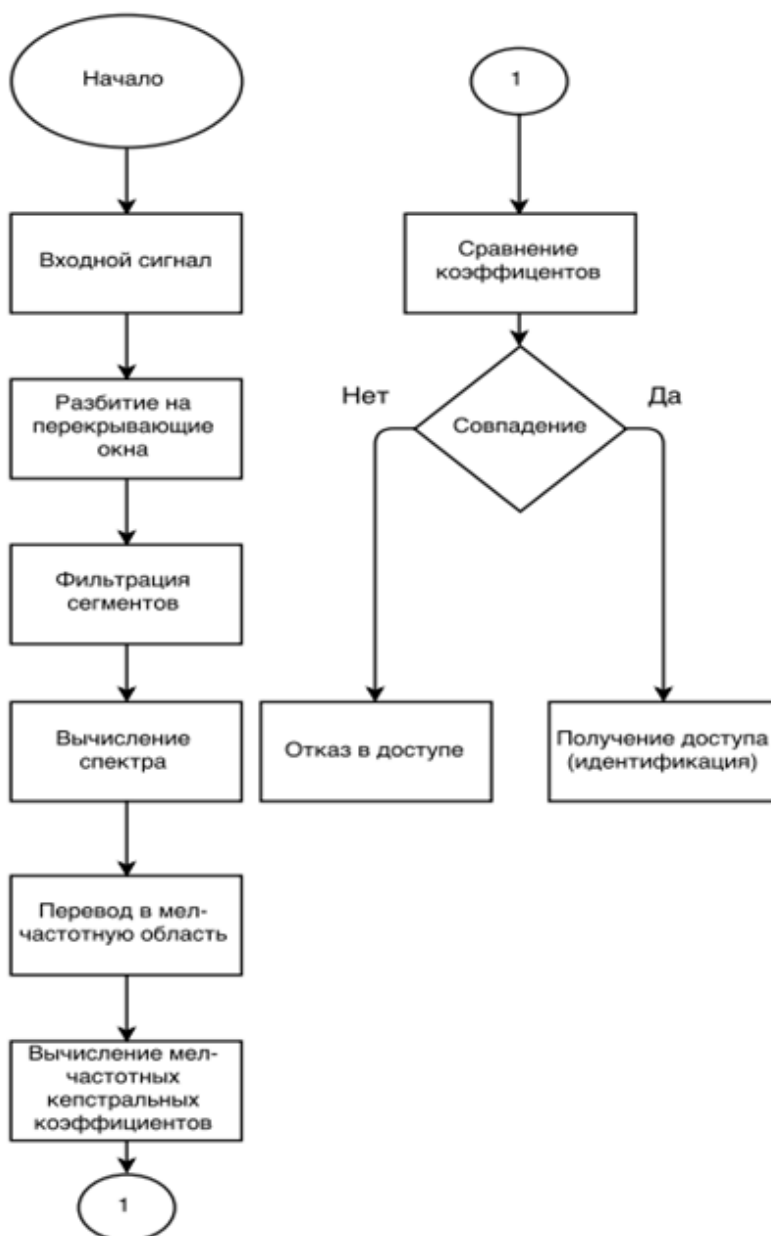 Начало
Входной сигнал
Разбитие на
перекрывающие
окна
Фильтрация
сегментов
Вычисление
спектра
Перевод в мел-
частотную область
Вычисление мел-
частотных
кепстральных
коэффициентов
1
1
Сравнение
коэффицентов
Совпадение
Нет
Да
Отказ в доступе
Получение доступа
(идентификация)